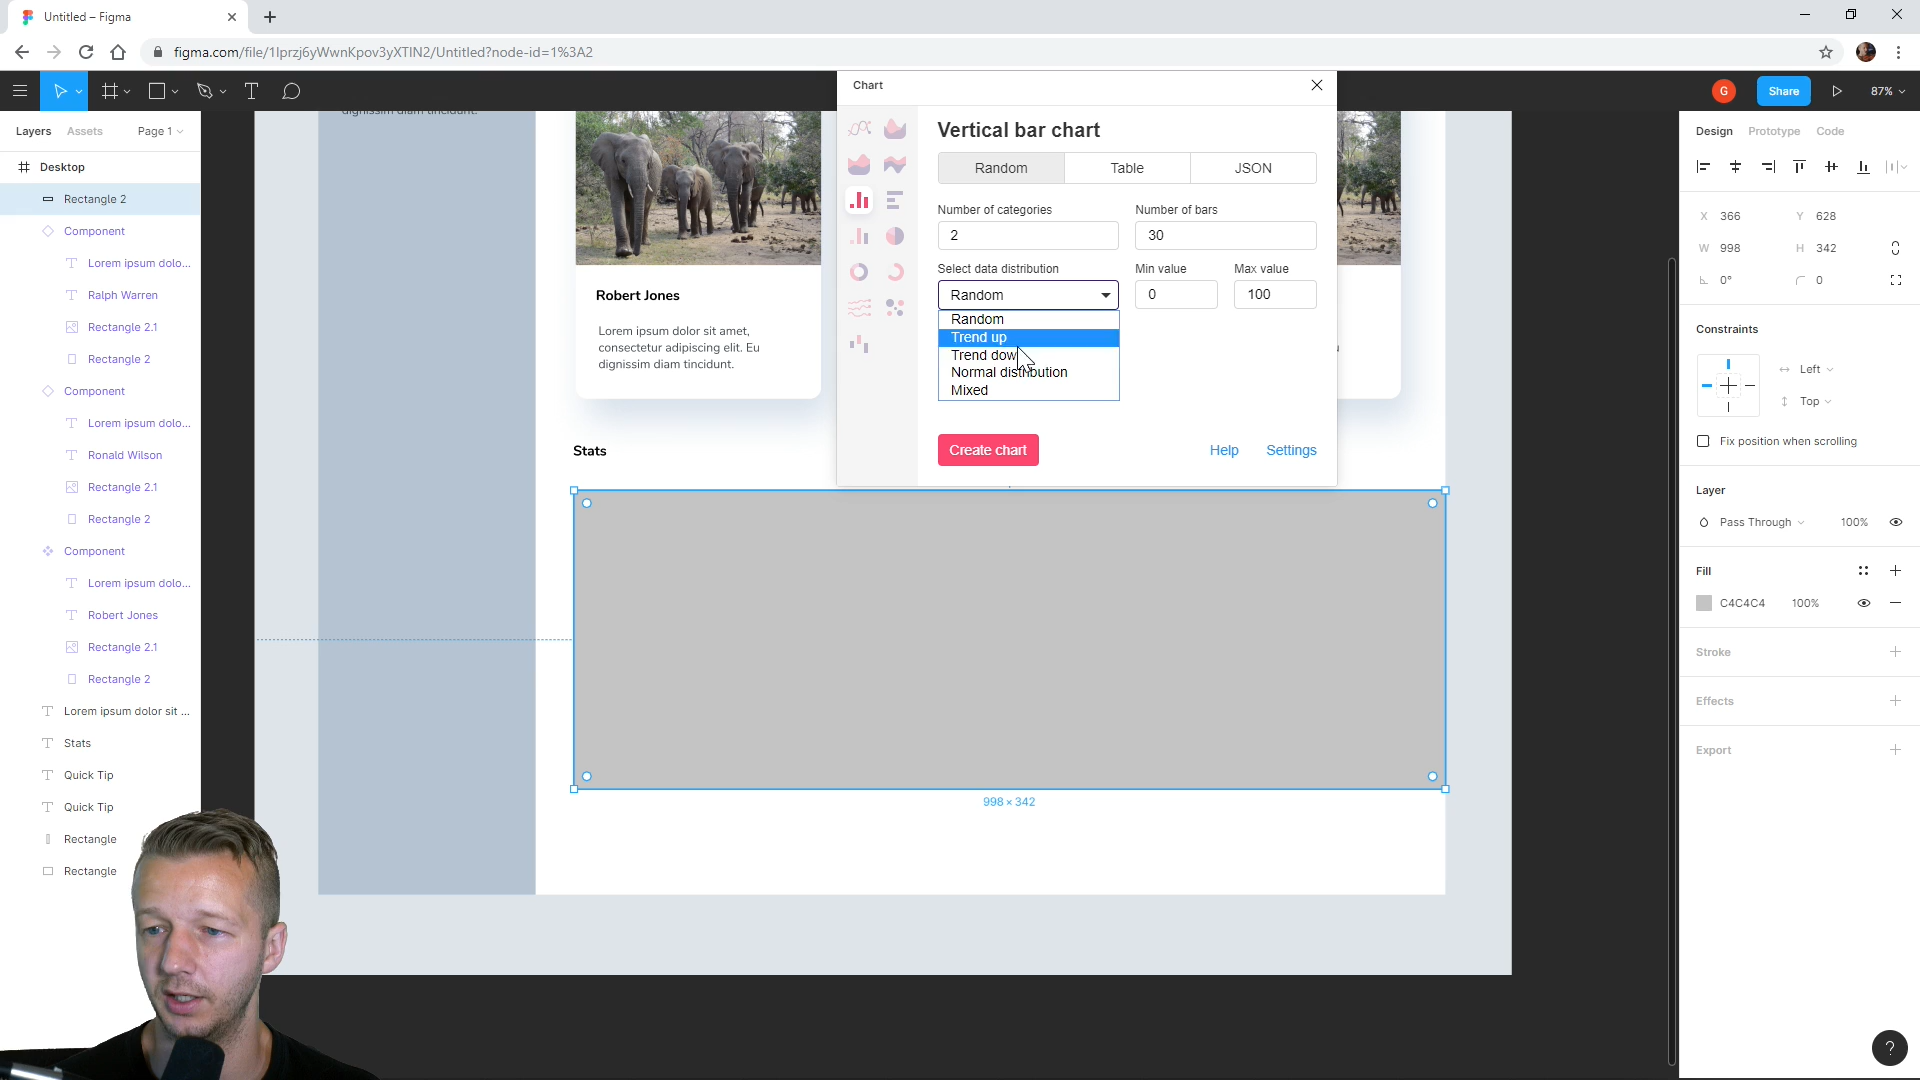 Untitled – Figma
figma.com/file/1lprzj6yWwnKpov3yXTIN2/Untitled?node-id=1%3A2
G
Share
87%
Layers
Assets
Page 1
Desktop
Rectangle 2
Component
Lorem ipsum dolo...
Ralph Warren
Rectangle 2.1
Rectangle 2
Component
Lorem ipsum dolo...
Ronald Wilson
Rectangle 2.1
Rectangle 2
Component
Lorem ipsum dolo...
Robert Jones
Rectangle 2.1
Rectangle 2
Lorem ipsum dolor sit ...
Stats
Quick Tip
Quick Tip
Rectangle
Rectangle
dignissim diam tincidunt.
Robert Jones
Lorem ipsum dolor sit amet,
consectetur adipiscing elit. Eu
dignissim diam tincidunt.
Stats
998 × 342
Chart
Vertical bar chart
Random
Table
JSON
Number of categories
Number of bars
2
30
Select data distribution
Min value
Max value
Random
0
100
Random
Trend up
Trend dow
Normal distribution
Mixed
Create chart
Help
Settings
Design
Prototype
Code
X 366
Y 628
W 998
H 342
0°
0
Constraints
Left
Top
Fix position when scrolling
Layer
Pass Through
100%
Fill
C4C4C4
100%
Stroke
Effects
Export
?